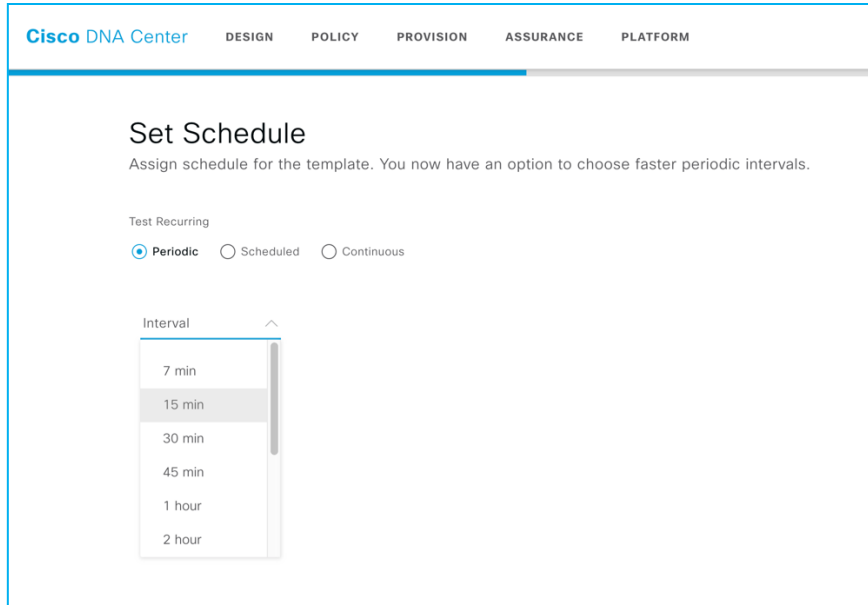 Cisco DNA Center DESIGN POLICY PROVISION ASSURANCE PLATFORM
Set Schedule
Assign schedule for the template. You now have an option to choose faster periodic intervals.
Test Recurring
Periodic Scheduled Continuous
Interval
7 min
15 min
30 min
45 min
1 hour
2 hour